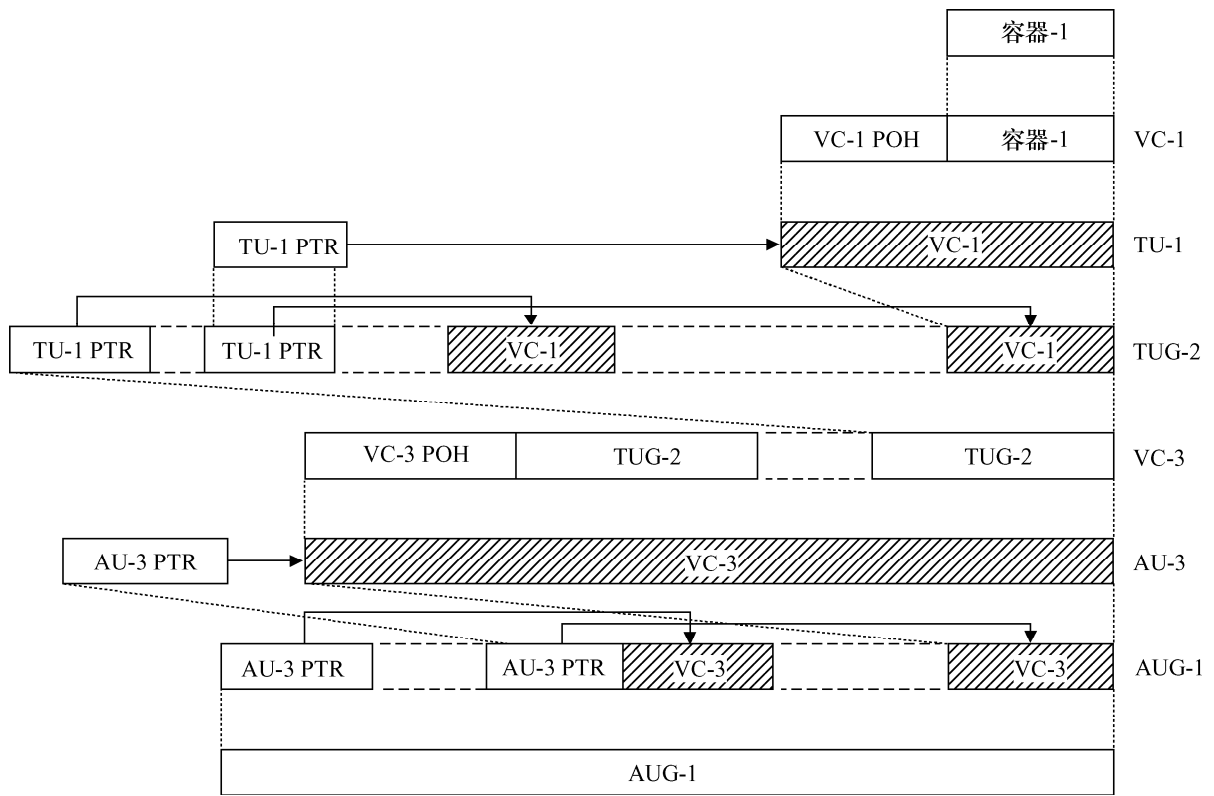 容器-1
VC-1 POH 容器-1 VC-1
TU-1 PTR VC-1 TU-1
TU-1 PTR TU-1 PTR VC-1 VC-1 TUG-2
VC-3 POH TUG-2 TUG-2 VC-3
AU-3 PTR VC-3 AU-3
AU-3 PTR AU-3 PTR VC-3 VC-3 AUG-1
AUG-1